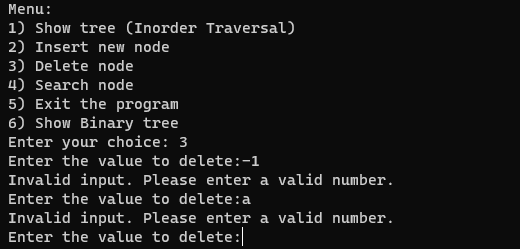 Menu:
1) Show tree (Inorder Traversal)
2) Insert new node
3) Delete node
4) Search node
5) Exit the program
6) Show Binary tree
Enter your choice: 3
Enter the value to delete:-1
Invalid input. Please enter a valid number.
Enter the value to delete:a
Invalid input. Please enter a valid number.
Enter the value to delete: